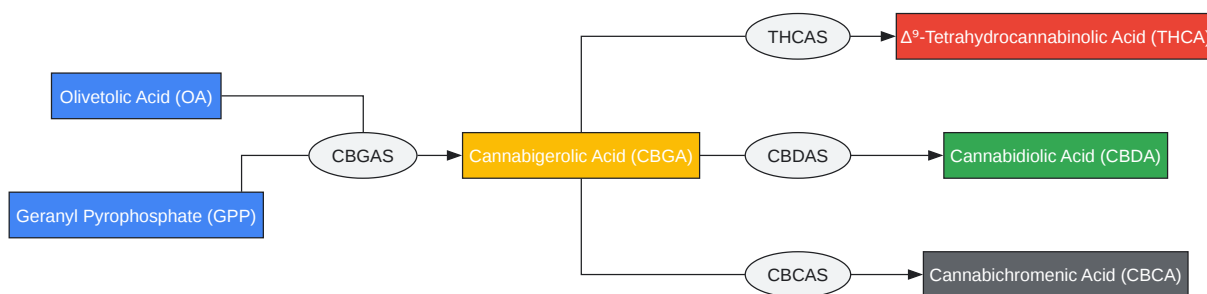 Olivetolic Acid (OA)
Geranyl Pyrophosphate (GPP)
CBGAS
Cannabigerolic Acid (CBGA)
THCAS
Δ⁹-Tetrahydrocannabinolic Acid (THCA)
CBDAS
Cannabidiolic Acid (CBDA)
CBCAS
Cannabichromenic Acid (CBCA)